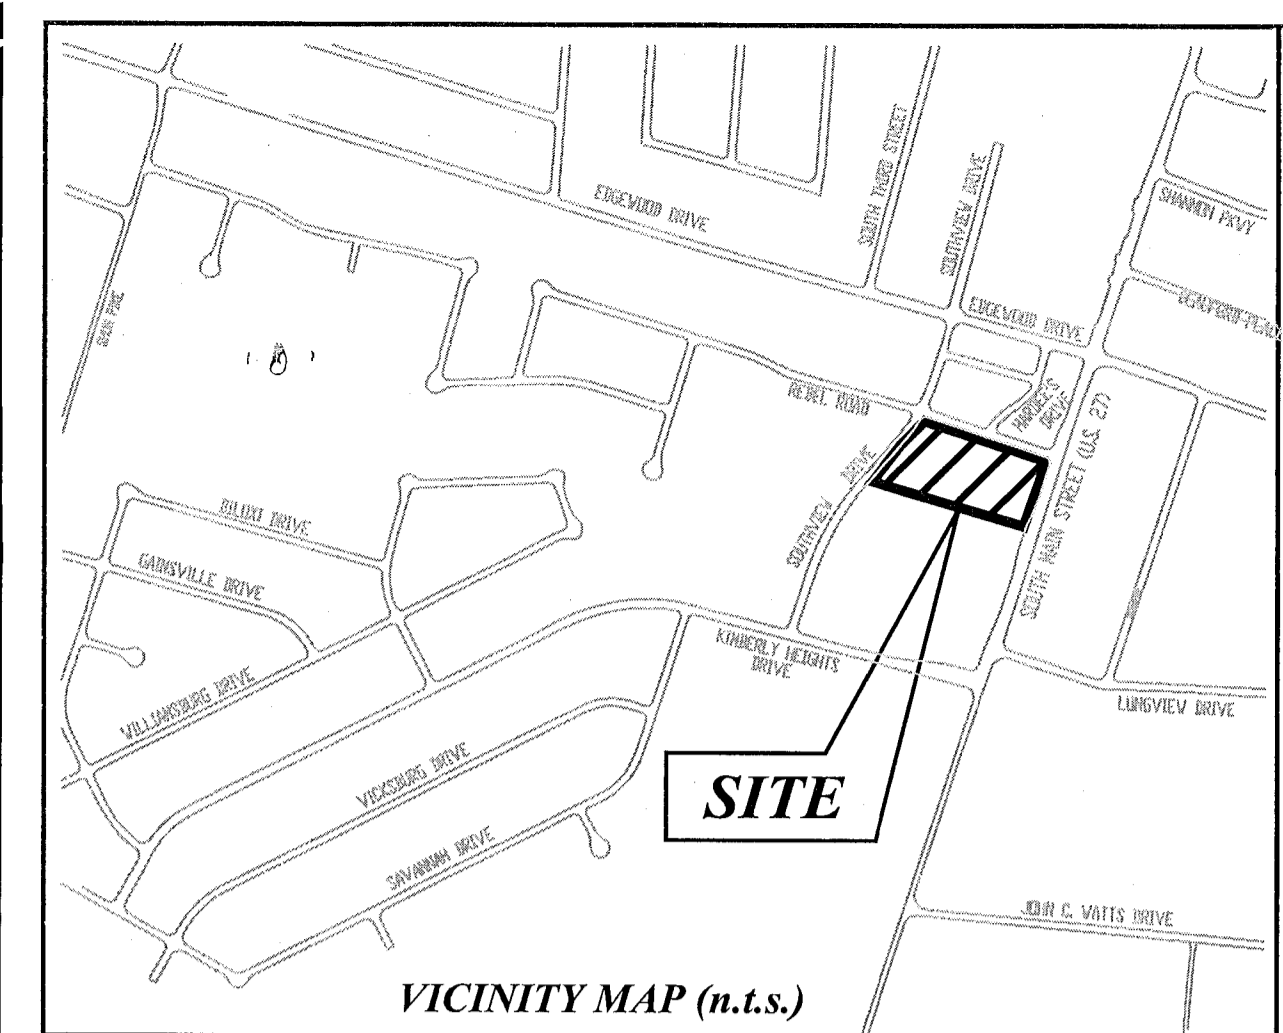 SOUTH THIRD STREET
SOUTHVIEW DRIVE
EDGEWOOD DRIVE
SHANNON PKWY
EDGEWOOD DRIVE
REBEL ROAD
HARDEE'S
DRIVE
SOUTHVIEW DRIVE
SOUTH MAIN STREET (U.S. 27)
BILOXI DRIVE
GAINSVILLE DRIVE
KIMBERLY HEIGHTS
DRIVE
WILLIAMSBURG DRIVE
LONGVIEW DRIVE
VICKSBURG DRIVE
SITE
SAVANNAH DRIVE
JOHN C. WATTS DRIVE
VICINITY MAP (n.t.s.)